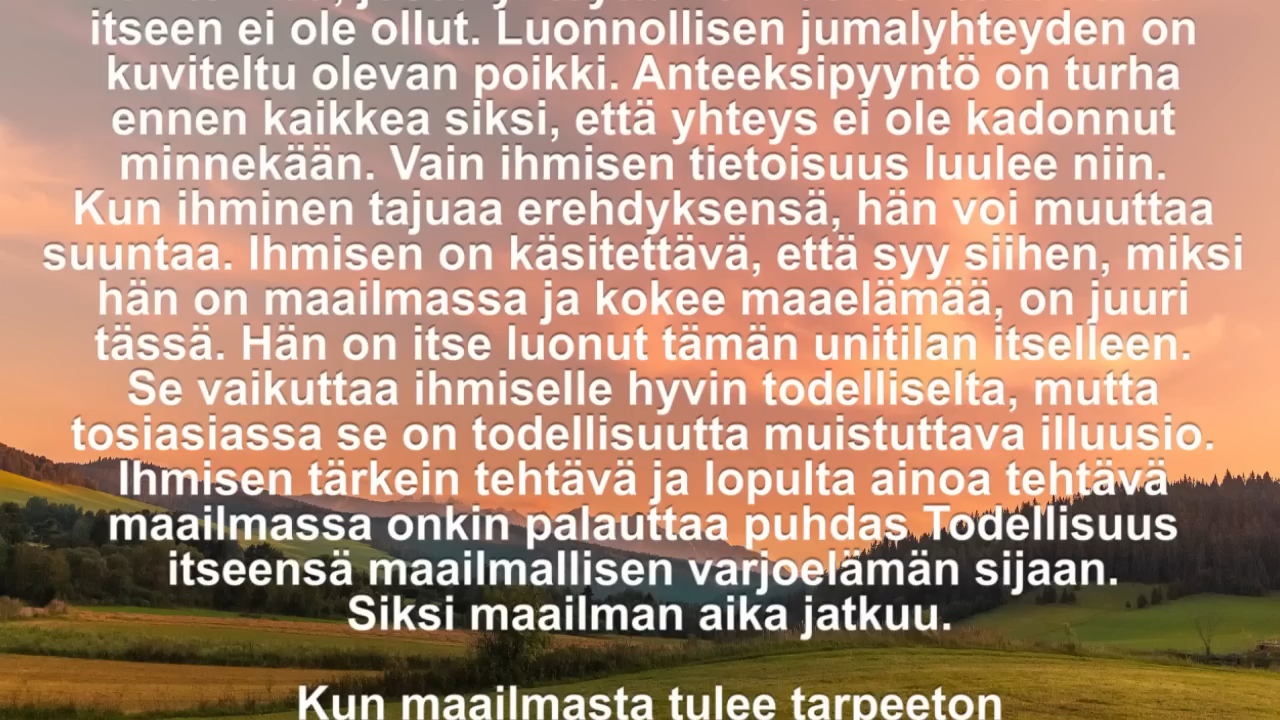 itseen ei ole ollut. Luonnollisen jumalyhteyden on
kuviteltu olevan poikki. Anteeksipyyntö on turha
ennen kaikkea siksi, että yhteys ei ole kadonnut
minnekään. Vain ihmisen tietoisuus luulee niin.
Kun ihminen tajuaa erehdyksensä, hän voi muuttaa
suuntaa. Ihmisen on käsitettävä, että syy siihen, miksi
hän on maailmassa ja kokee maaelämää, on juuri
tässä. Hän on itse luonut tämän unitilan itselleen.
Se vaikuttaa ihmiselle hyvin todelliselta, mutta
tosiasiassa se on todellisuutta muistuttava illuusio.
Ihmisen tärkein tehtävä ja lopulta ainoa tehtävä
maailmassa onkin palauttaa puhdas Todellisuus
itseensä maailmallisen varjoelämän sijaan.
Siksi maailman aika jatkuu.
Kun maailmasta tulee tarpeeton